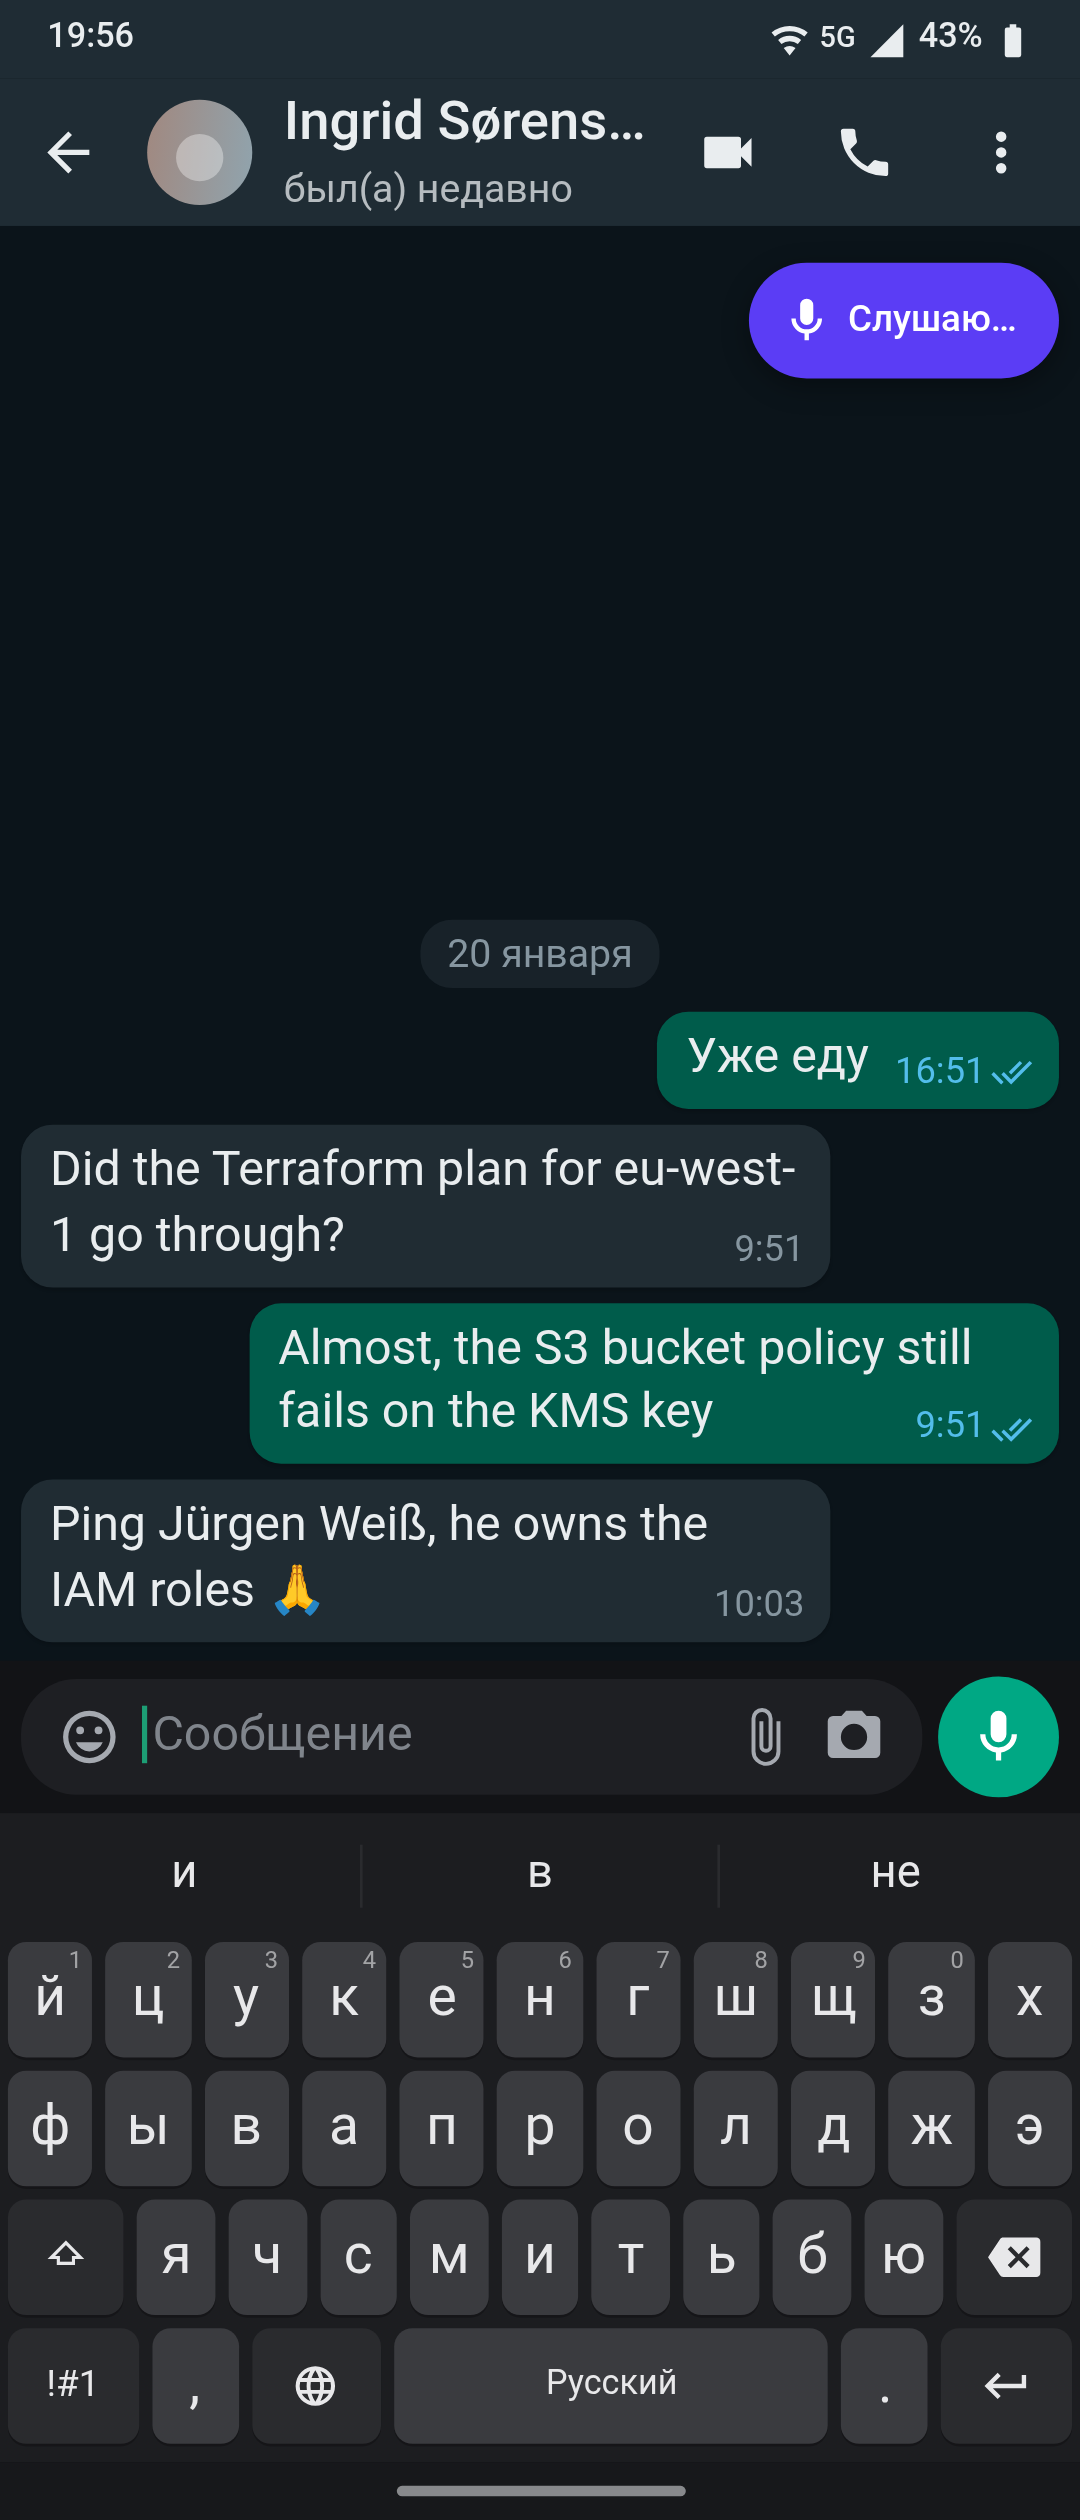 19:56
5G
43%
Ingrid Sørens…
был(а) недавно
Слушаю…
20 января
Уже еду
16:51
Did the Terraform plan for eu-west-
1 go through?
9:51
Almost, the S3 bucket policy still
fails on the KMS key
9:51
Ping Jürgen Weiß, he owns the
IAM roles 🙏
10:03
Сообщение
и в не
1 2 3 4 5 6 7 8 9 0
й ц у к е н г ш щ з х
ф ы в а п р о л д ж э
я ч с м и т ь б ю
!#1 , Русский .